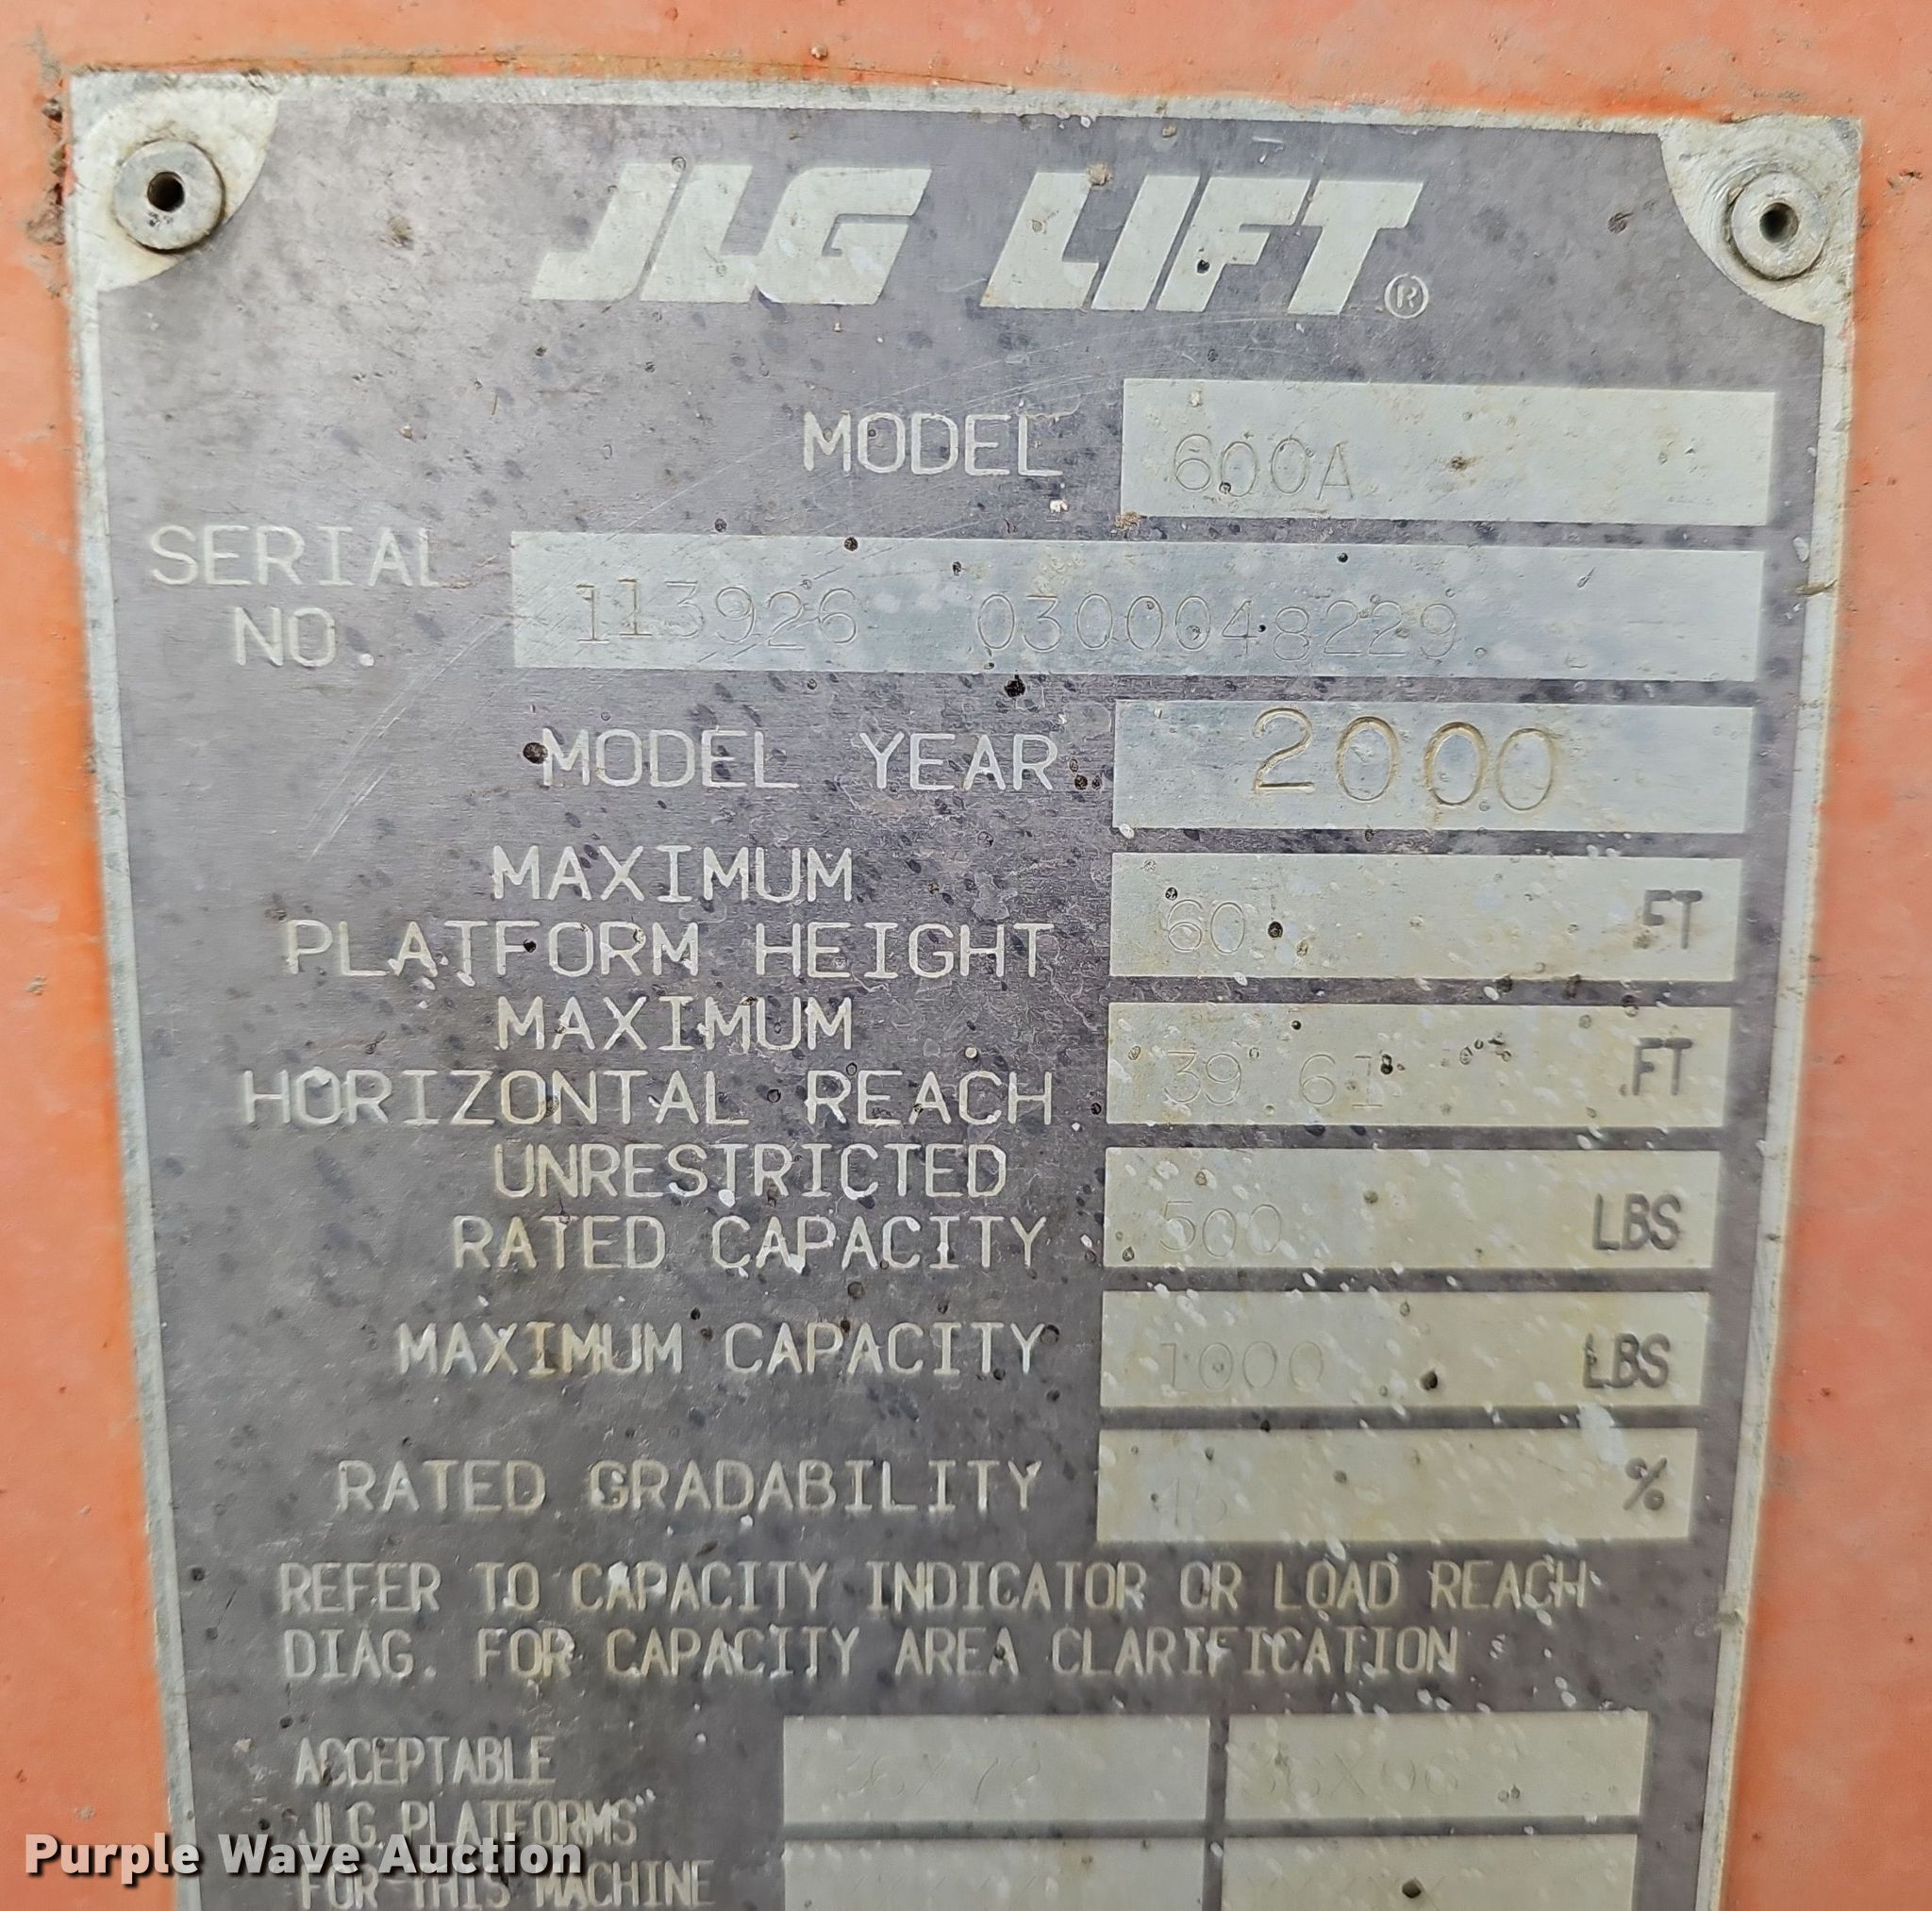 JLG LIFT®
MODEL 600A
SERIAL NO. 113926 0300048229
MODEL YEAR 2000
MAXIMUM
PLATFORM HEIGHT 60 FT
MAXIMUM
HORIZONTAL REACH 39 6I FT
UNRESTRICTED
RATED CAPACITY 500 LBS
MAXIMUM CAPACITY 1000 LBS
RATED GRADABILITY %
REFER TO CAPACITY INDICATOR OR LOAD REACH
DIAG. FOR CAPACITY AREA CLARIFICATION
ACCEPTABLE 36X72
JLG PLATFORMS
FOR THIS MACHINE
Purple Wave Auction